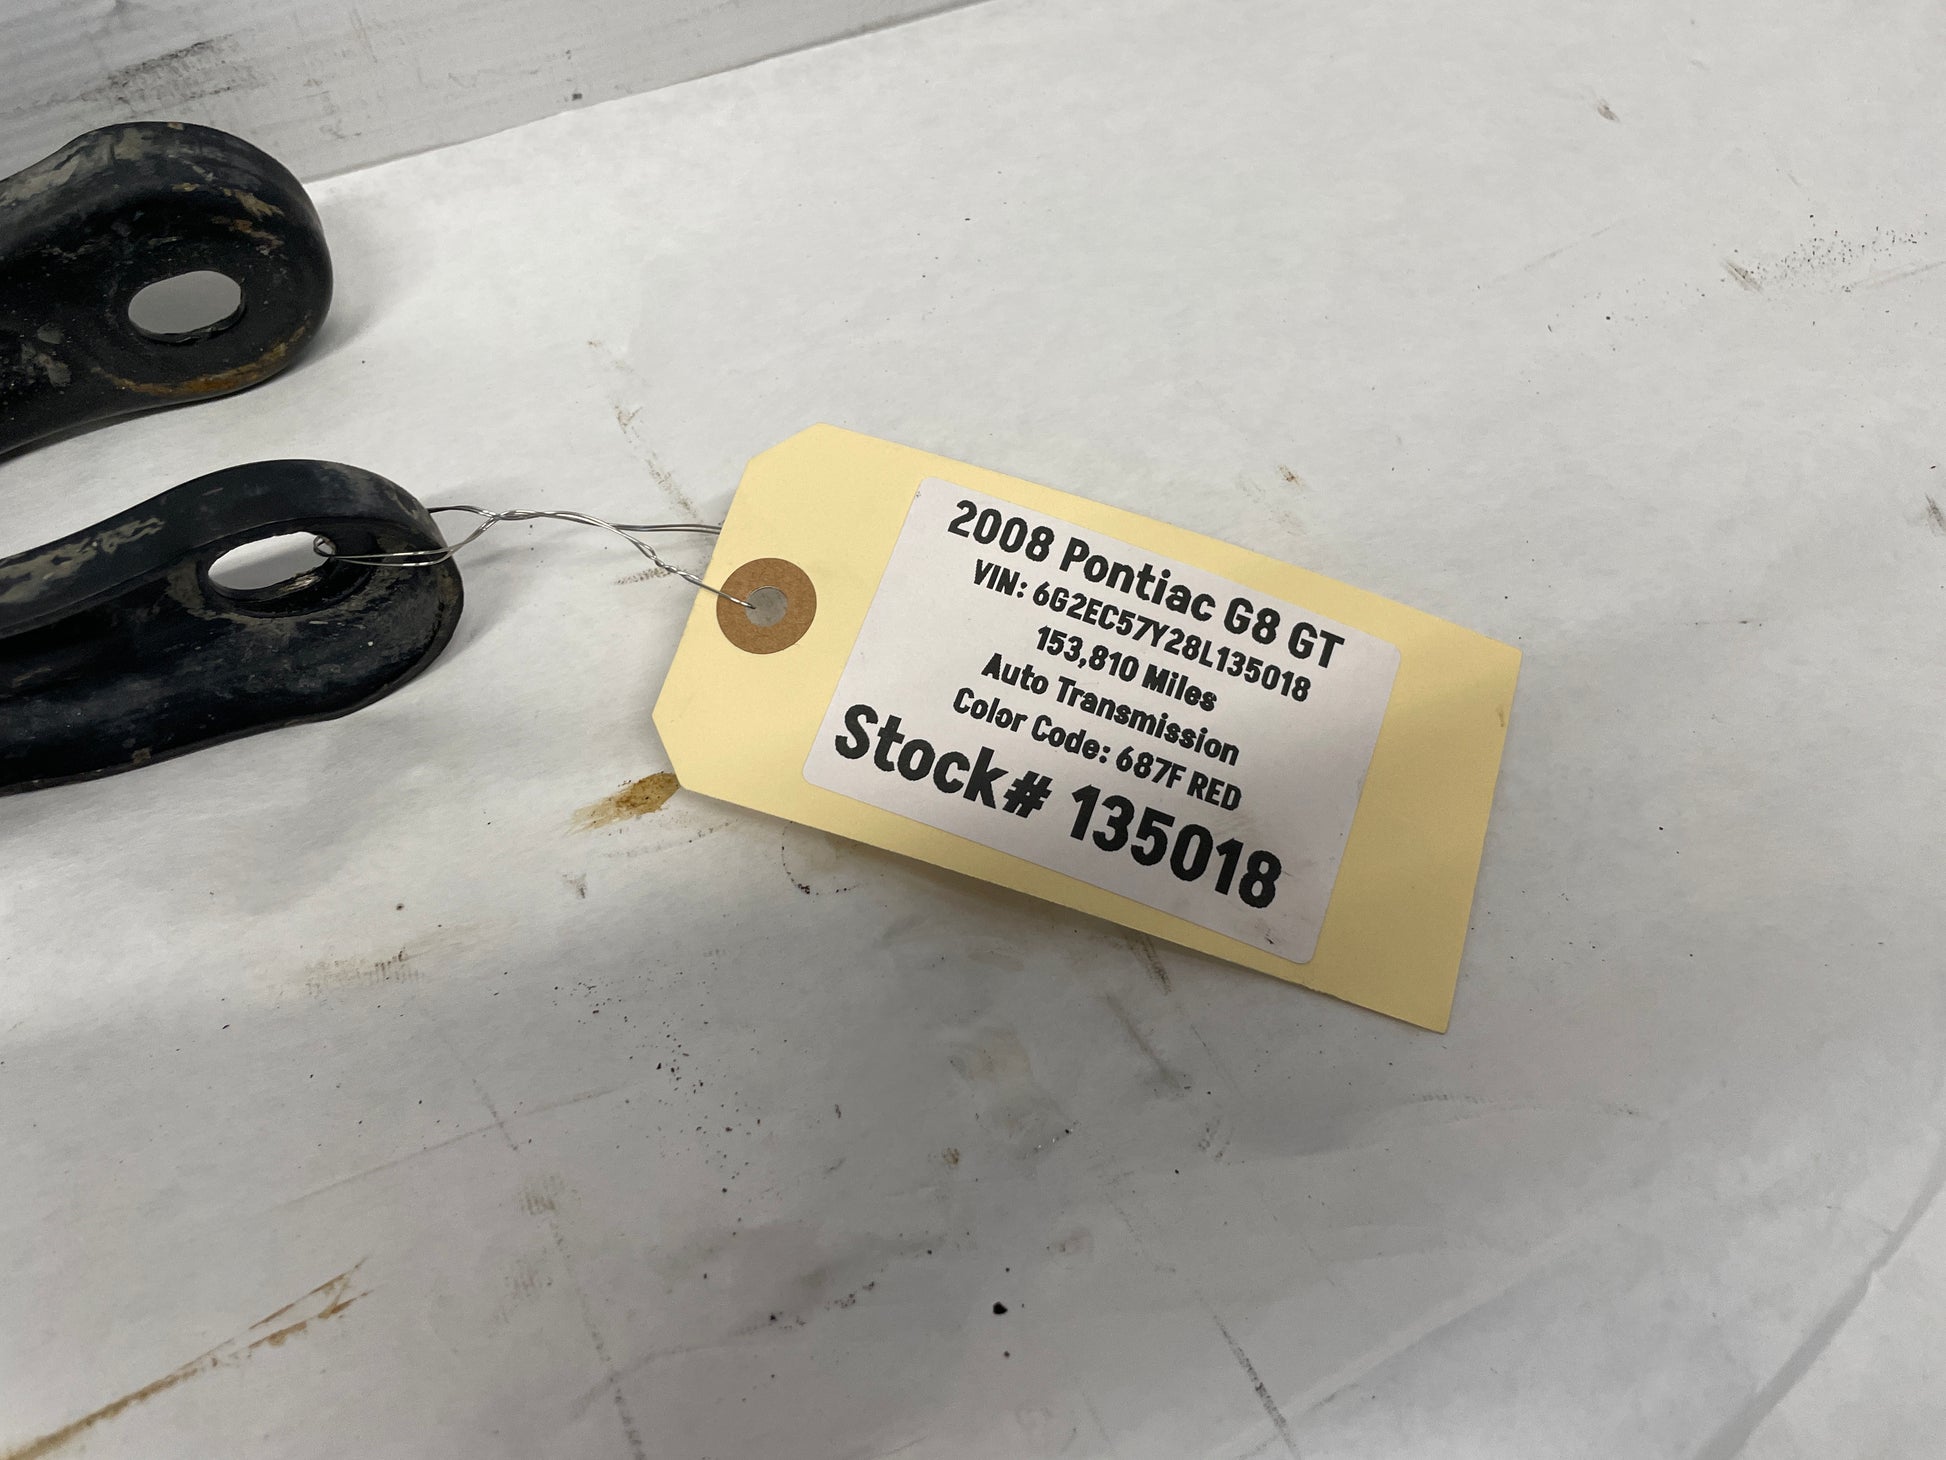 2008 Pontiac G8 GT
VIN: 6G2EC57Y28L135018
153,810 Miles
Auto Transmission
Color Code: 687F RED
Stock# 135018